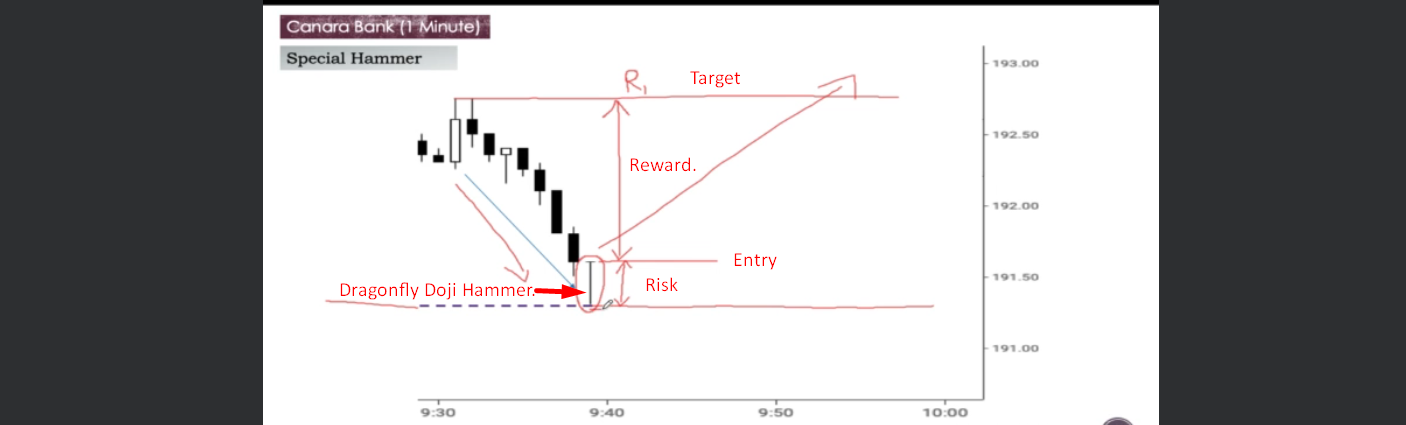 Canara Bank (1 Minute)
Special Hammer
193.00
R1 Target
192.50
Reward.
192.00
Entry
191.50
Risk
Dragonfly Doji Hammer.
191.00
9:30 9:40 9:50 10:00